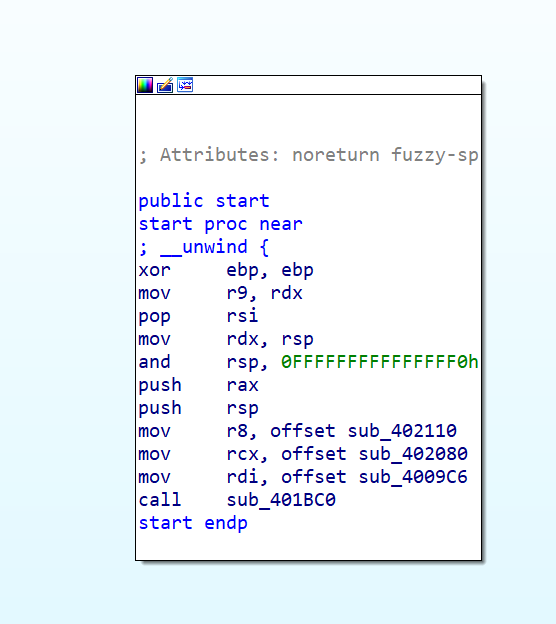 ; Attributes: noreturn fuzzy-sp
public start
start proc near
; __unwind {
xor     ebp, ebp
mov     r9, rdx
pop     rsi
mov     rdx, rsp
and     rsp, 0FFFFFFFFFFFFFFF0h
push    rax
push    rsp
mov     r8, offset sub_402110
mov     rcx, offset sub_402080
mov     rdi, offset sub_4009C6
call    sub_401BC0
start endp